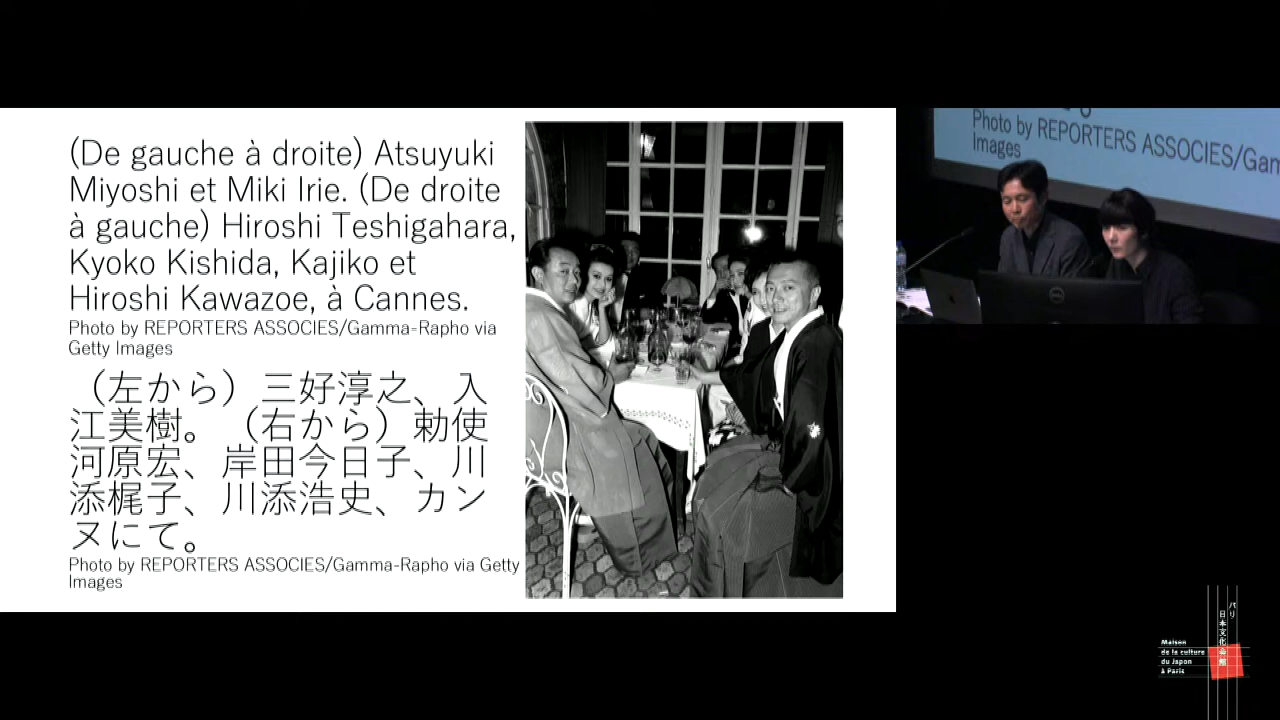 (De gauche à droite) Atsuyuki
Miyoshi et Miki Irie. (De droite
à gauche) Hiroshi Teshigahara,
Kyoko Kishida, Kajiko et
Hiroshi Kawazoe, à Cannes.
Photo by REPORTERS ASSOCIES/Gamma-Rapho via
Getty Images
（左から）三好淳之、入
江美樹。（右から）勅使
河原宏、岸田今日子、川
添梶子、川添浩史、カン
ヌにて。
Photo by REPORTERS ASSOCIES/Gamma-Rapho via Getty
Images
Photo by REPORTERS ASSOCIES/Gam
Images
DELL
パリ
日本文化会館
Maison
de la culture
du Japon
à Paris